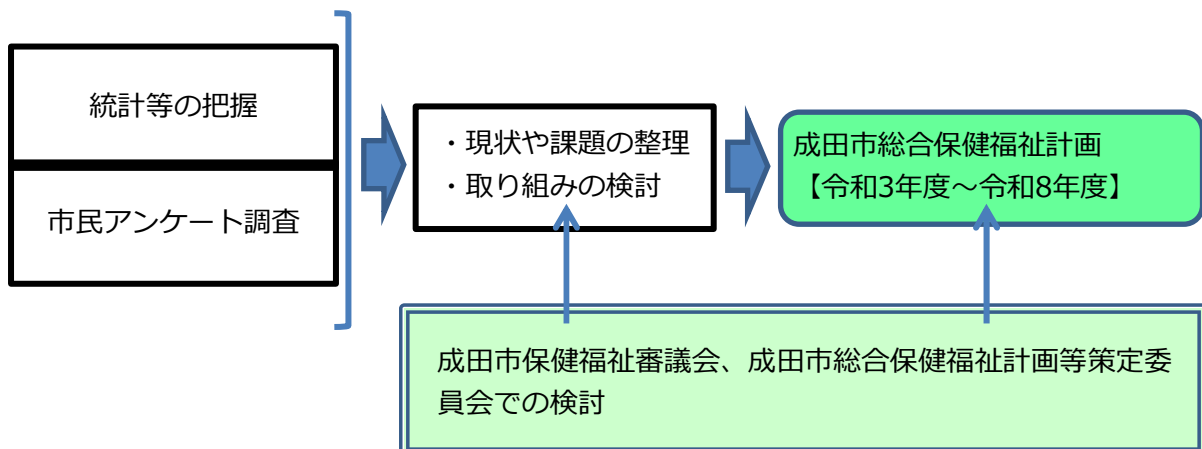 統計等の把握
市民アンケート調査
・現状や課題の整理
・取り組みの検討
成田市総合保健福祉計画
【令和3年度～令和8年度】
成田市保健福祉審議会、成田市総合保健福祉計画等策定委
員会での検討